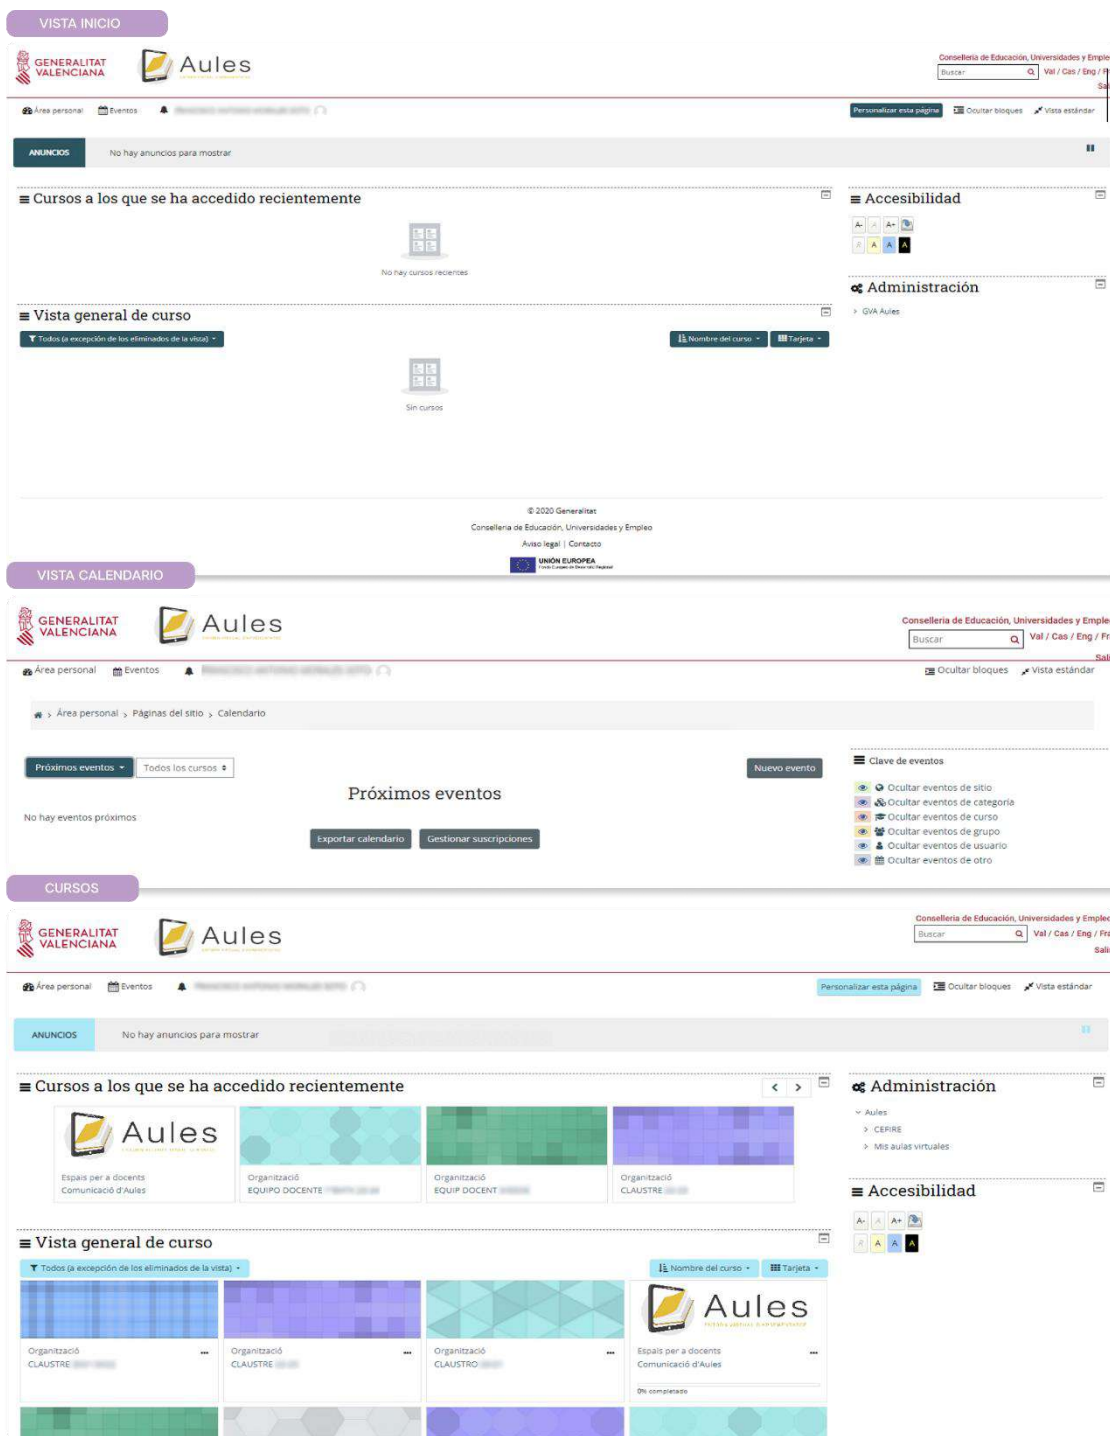 VISTA INICIO
GENERALITAT
VALENCIANA
Aules
Conselleria de Educación, Universidades y Empleo
Buscar
Val / Cas / Eng / Fr
Sal
Área personal
Eventos
Personalizar esta página
Ocultar bloques
Vista estándar
ANUNCIOS
No hay anuncios para mostrar
Cursos a los que se ha accedido recientemente
No hay cursos recientes
Accesibilidad
A- A A+
A A A A
Administración
GVA Aules
Vista general de curso
Todos (a excepción de los eliminados de la vista)
Nombre del curso
Tarjeta
Sin cursos
© 2020 Generalitat
Conselleria de Educación, Universidades y Empleo
Aviso legal | Contacto
UNIÓN EUROPEA
Fondo Europeo de Desarrollo Regional
VISTA CALENDARIO
GENERALITAT
VALENCIANA
Aules
Conselleria de Educación, Universidades y Empleo
Buscar
Val / Cas / Eng / Fr
Sali
Área personal
Eventos
Ocultar bloques
Vista estándar
> Área personal > Páginas del sitio > Calendario
Próximos eventos
Todos los cursos
Nuevo evento
Próximos eventos
No hay eventos próximos
Exportar calendario
Gestionar suscripciones
Clave de eventos
Ocultar eventos de sitio
Ocultar eventos de categoría
Ocultar eventos de curso
Ocultar eventos de grupo
Ocultar eventos de usuario
Ocultar eventos de otro
CURSOS
GENERALITAT
VALENCIANA
Aules
Conselleria de Educación, Universidades y Empleo
Buscar
Val / Cas / Eng / Fra
Sali
Área personal
Eventos
Personalizar esta página
Ocultar bloques
Vista estándar
ANUNCIOS
No hay anuncios para mostrar
Cursos a los que se ha accedido recientemente
Aules
Espais per a docents
Comunicació d'Aules
Organització
EQUIPO DOCENTE
Organització
EQUIP DOCENT
Organització
CLAUSTRE
Administración
Aules
CEFIRE
Mis aulas virtuales
Accesibilidad
A- A A+
A A A A
Vista general de curso
Todos (a excepción de los eliminados de la vista)
Nombre del curso
Tarjeta
Organització
CLAUSTRE
Organització
CLAUSTRE
Organització
CLAUSTRO
Aules
Espais per a docents
Comunicació d'Aules
0% completado